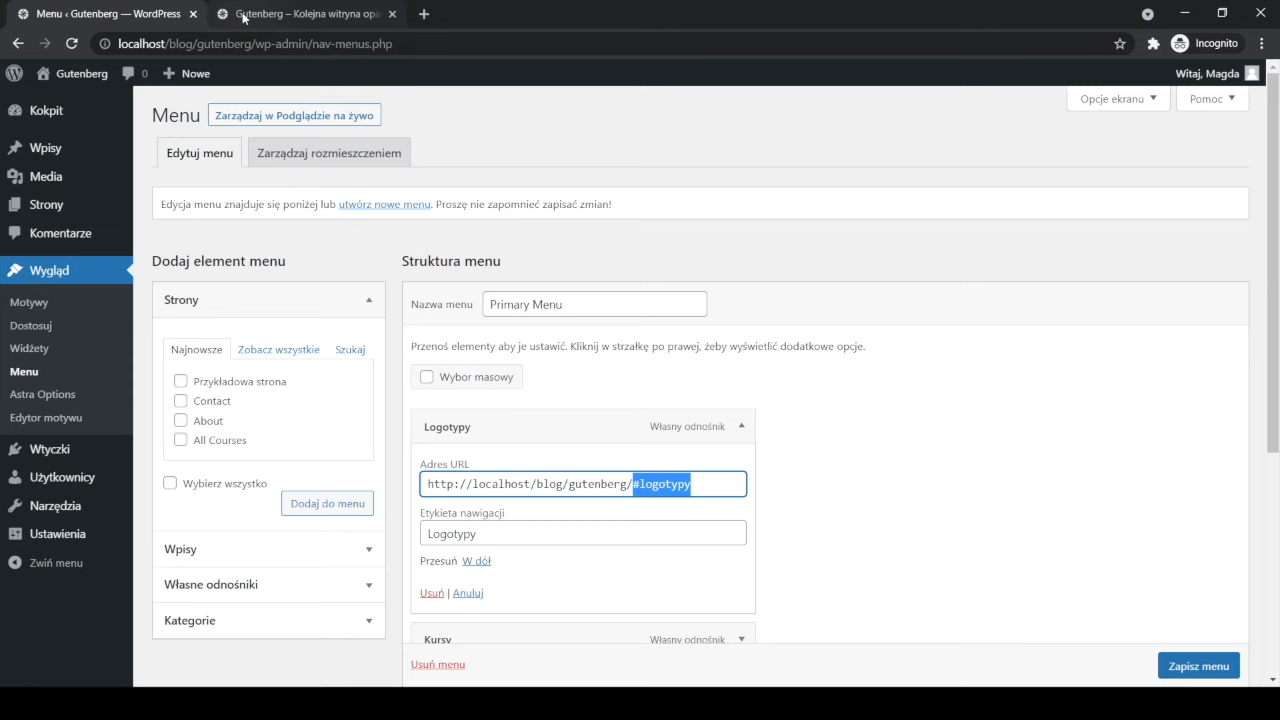 Menu ‹ Gutenberg — WordPress
Gutenberg – Kolejna witryna opa
localhost/blog/gutenberg/wp-admin/nav-menus.php
Incognito
Gutenberg
0
Nowe
Witaj, Magda
Kokpit
Wpisy
Media
Strony
Komentarze
Wygląd
Motywy
Dostosuj
Widżety
Menu
Astra Options
Edytor motywu
Wtyczki
Użytkownicy
Narzędzia
Ustawienia
Zwiń menu
Menu
Zarządzaj w Podglądzie na żywo
Opcje ekranu
Pomoc
Edytuj menu
Zarządzaj rozmieszczeniem
Edycja menu znajduje się poniżej lub utwórz nowe menu. Proszę nie zapomnieć zapisać zmian!
Dodaj element menu
Strony
Najnowsze
Zobacz wszystkie
Szukaj
Przykładowa strona
Contact
About
All Courses
Wybierz wszystko
Dodaj do menu
Wpisy
Własne odnośniki
Kategorie
Struktura menu
Nazwa menu
Primary Menu
Przenoś elementy aby je ustawić. Kliknij w strzałkę po prawej, żeby wyświetlić dodatkowe opcje.
Wybor masowy
Logotypy
Własny odnośnik
Adres URL
http://localhost/blog/gutenberg/#logotypy
Etykieta nawigacji
Logotypy
Przesuń W dół
Usuń | Anuluj
Kursy
Własny odnośnik
Usuń menu
Zapisz menu